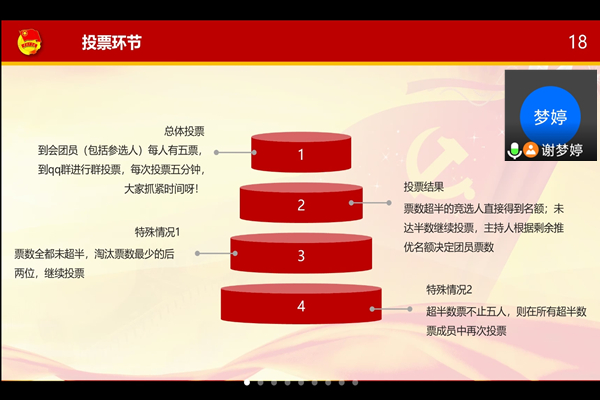 投票环节
18
梦婷
谢梦婷
总体投票
到会团员（包括参选人）每人有五票，
到qq群进行群投票，每次投票五分钟，
大家抓紧时间呀！
1
投票结果
票数超半的竞选人直接得到名额；未
达半数继续投票，主持人根据剩余推
优名额决定团员票数
2
特殊情况1
票数全都未超半，淘汰票数最少的后
两位，继续投票
3
特殊情况2
超半数票不止五人，则在所有超半数
票成员中再次投票
4